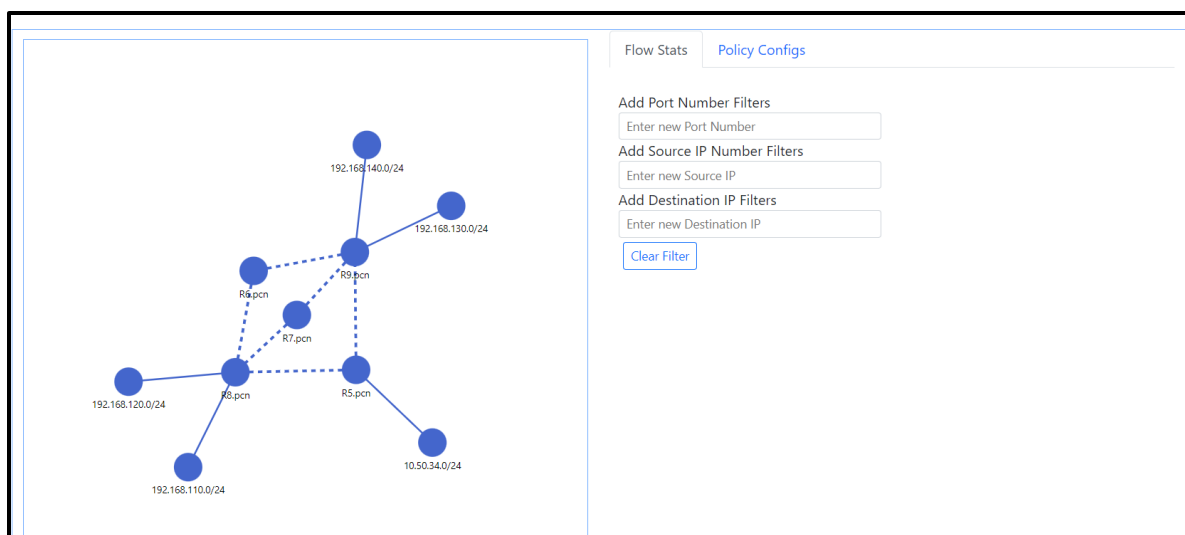 Flow Stats
Policy Configs
Add Port Number Filters
Enter new Port Number
Add Source IP Number Filters
Enter new Source IP
Add Destination IP Filters
Enter new Destination IP
Clear Filter
192.168.140.0/24
192.168.130.0/24
R9.pcn
R6.pcn
R7.pcn
R8.pcn
R5.pcn
192.168.120.0/24
10.50.34.0/24
192.168.110.0/24